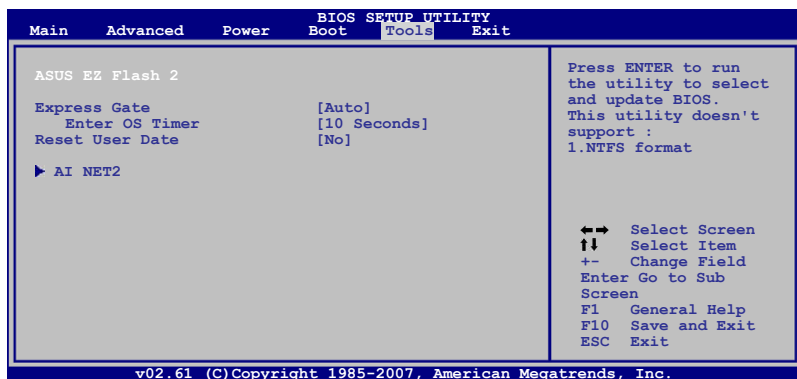 BIOS SETUP UTILITY
Main Advanced Power Boot Tools Exit
ASUS EZ Flash 2
Express Gate [Auto]
Enter OS Timer [10 Seconds]
Reset User Date [No]
AI NET2
Press ENTER to run
the utility to select
and update BIOS.
This utility doesn't
support :
1.NTFS format
Select Screen
Select Item
+- Change Field
Enter Go to Sub
Screen
F1 General Help
F10 Save and Exit
ESC Exit
v02.61 (C)Copyright 1985-2007, American Megatrends, Inc.